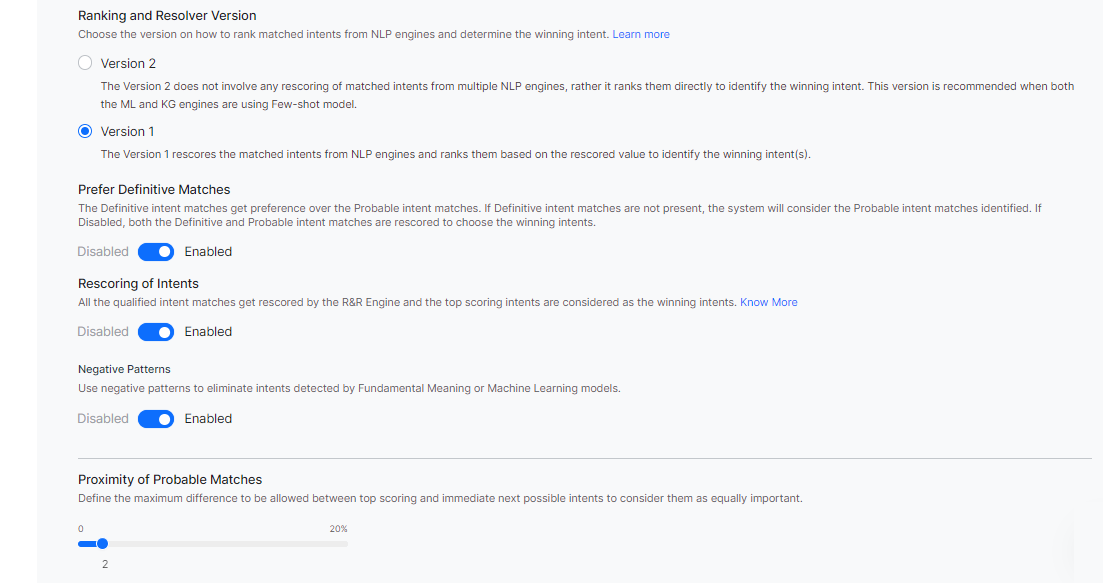 Ranking and Resolver Version
Choose the version on how to rank matched intents from NLP engines and determine the winning intent. Learn more
Version 2
The Version 2 does not involve any rescoring of matched intents from multiple NLP engines, rather it ranks them directly to identify the winning intent. This version is recommended when both
the ML and KG engines are using Few-shot model.
Version 1
The Version 1 rescores the matched intents from NLP engines and ranks them based on the rescored value to identify the winning intent(s).
Prefer Definitive Matches
The Definitive intent matches get preference over the Probable intent matches. If Definitive intent matches are not present, the system will consider the Probable intent matches identified. If
Disabled, both the Definitive and Probable intent matches are rescored to choose the winning intents.
Disabled Enabled
Rescoring of Intents
All the qualified intent matches get rescored by the R&R Engine and the top scoring intents are considered as the winning intents. Know More
Disabled Enabled
Negative Patterns
Use negative patterns to eliminate intents detected by Fundamental Meaning or Machine Learning models.
Disabled Enabled
Proximity of Probable Matches
Define the maximum difference to be allowed between top scoring and immediate next possible intents to consider them as equally important.
0 20%
2